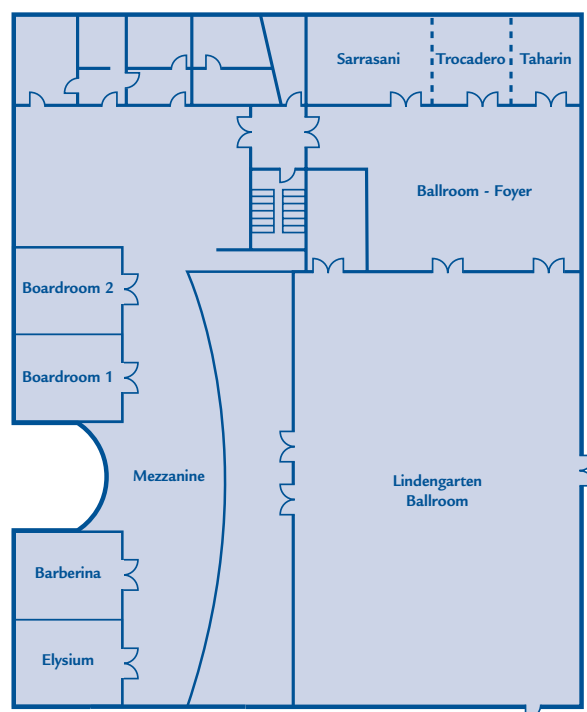 Sarrasani
Trocadero
Taharin
Ballroom - Foyer
Boardroom 2
Boardroom 1
Mezzanine
Lindengarten
Ballroom
Barberina
Elysium